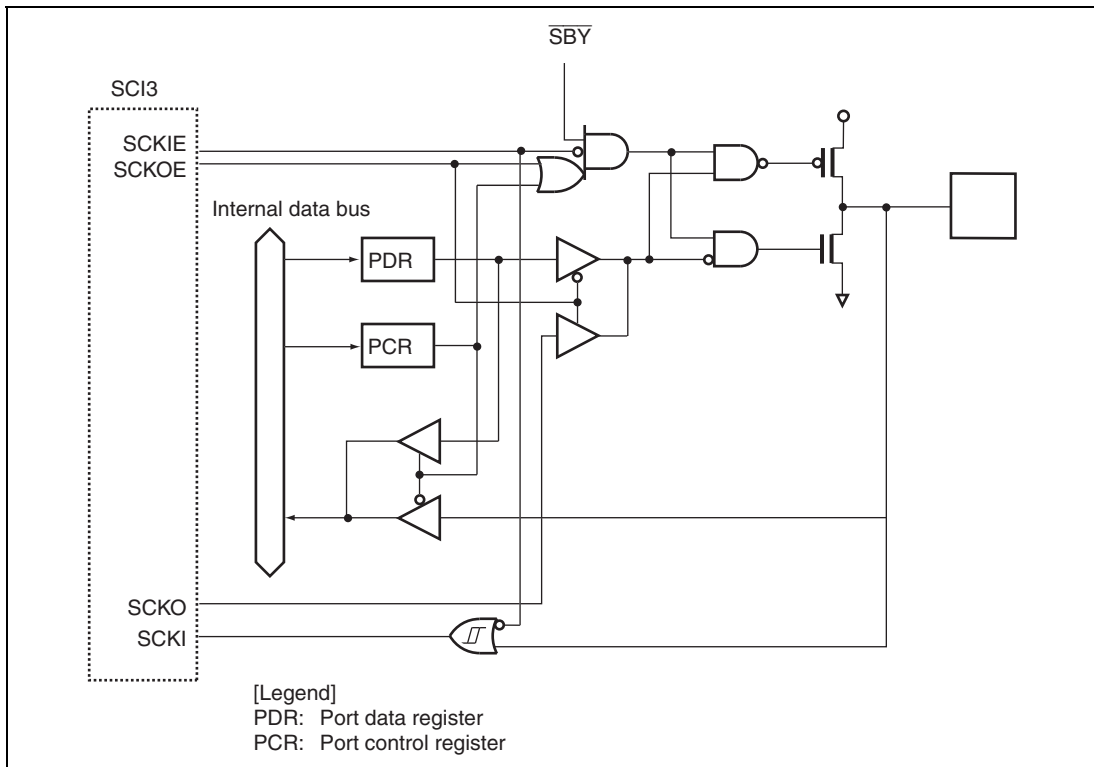 S̅B̅Y̅
SCI3
SCKIE
SCKOE
Internal data bus
PDR
PCR
SCKO
SCKI
[Legend]
PDR: Port data register
PCR: Port control register